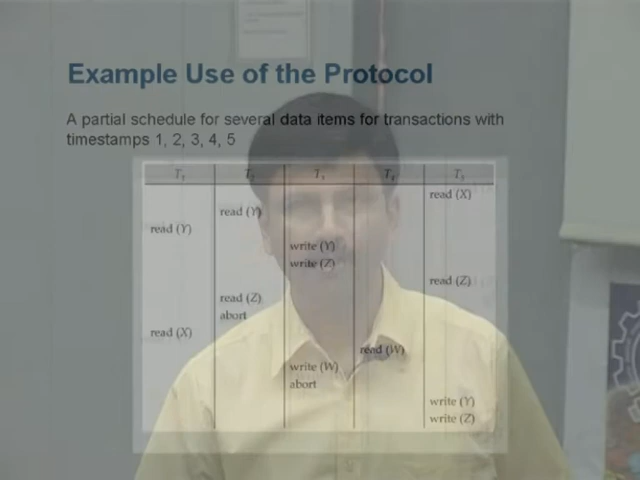 Example Use of the Protocol
A partial schedule for several data items for transactions with
timestamps 1, 2, 3, 4, 5
T1 T2 T3 T4 T5
read (X)
read (Y)
read (Y)
write (Y)
write (Z)
read (Z)
read (Z)
abort
read (X)
read (W)
write (W)
abort
write (Y)
write (Z)